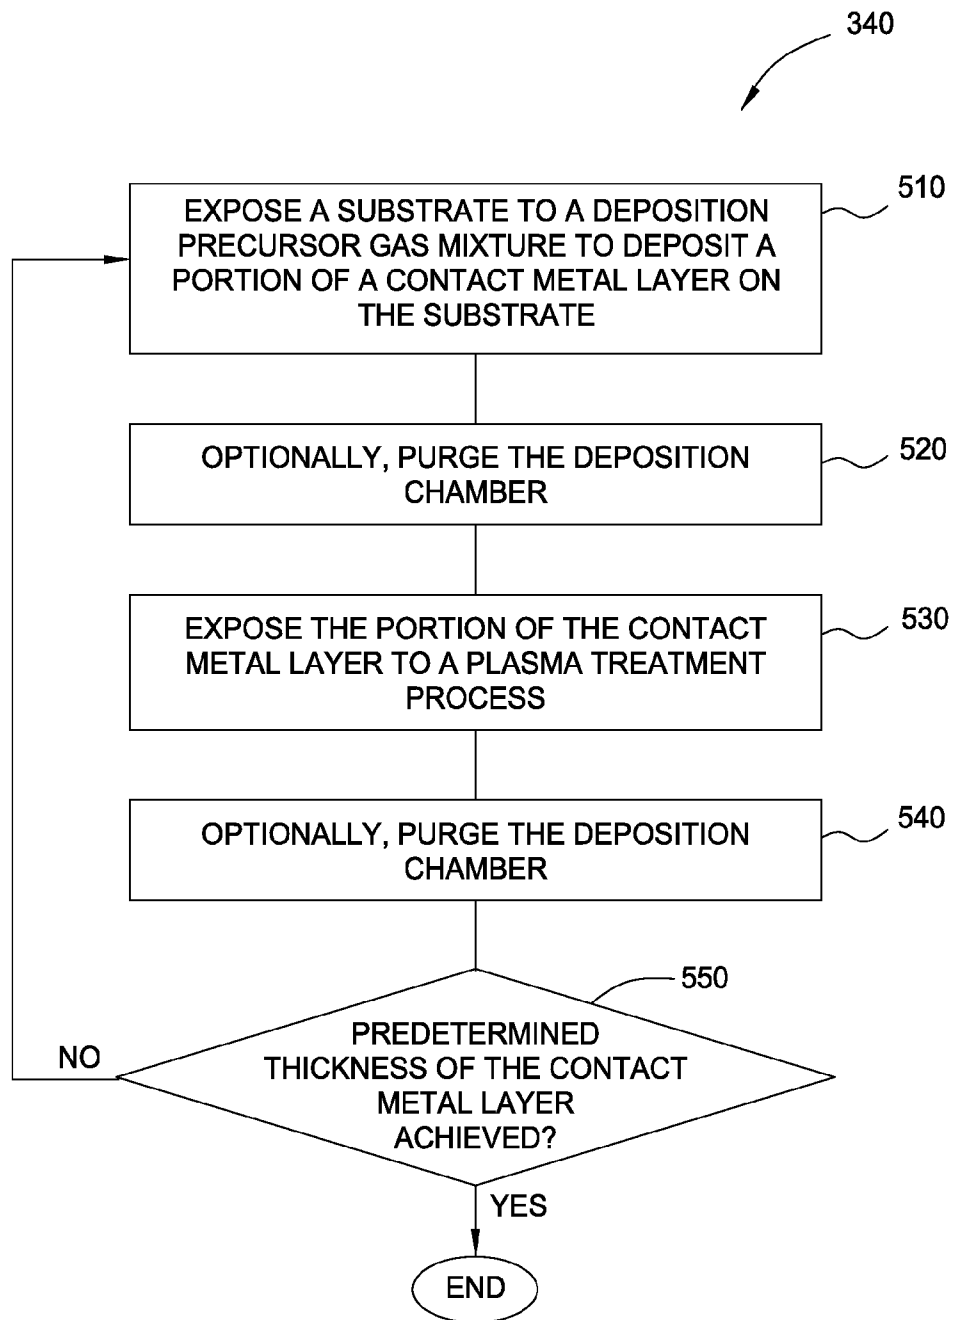 340
EXPOSE A SUBSTRATE TO A DEPOSITION
PRECURSOR GAS MIXTURE TO DEPOSIT A
PORTION OF A CONTACT METAL LAYER ON
THE SUBSTRATE
510
OPTIONALLY, PURGE THE DEPOSITION
CHAMBER
520
EXPOSE THE PORTION OF THE CONTACT
METAL LAYER TO A PLASMA TREATMENT
PROCESS
530
OPTIONALLY, PURGE THE DEPOSITION
CHAMBER
540
550
PREDETERMINED
THICKNESS OF THE CONTACT
METAL LAYER
ACHIEVED?
NO
YES
END